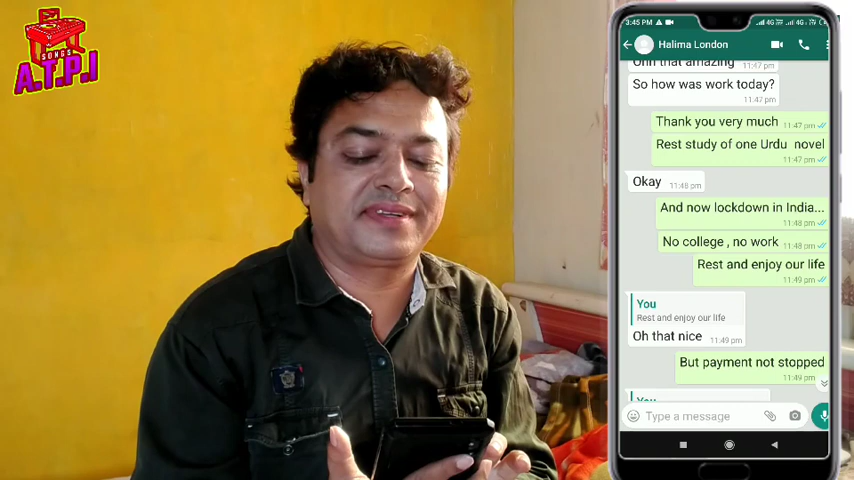 SONGS
A.T.P.I
3:45 PM
4G 4G
Halima London
Ohh that amazing 11:47 pm
So how was work today?
11:47 pm
Thank you very much 11:47 pm
Rest study of one Urdu novel
11:47 pm
Okay 11:48 pm
And now lockdown in India...
11:48 pm
No college , no work 11:48 pm
Rest and enjoy our life
11:49 pm
You
Rest and enjoy our life
Oh that nice 11:49 pm
But payment not stopped
11:49 pm
You
Type a message